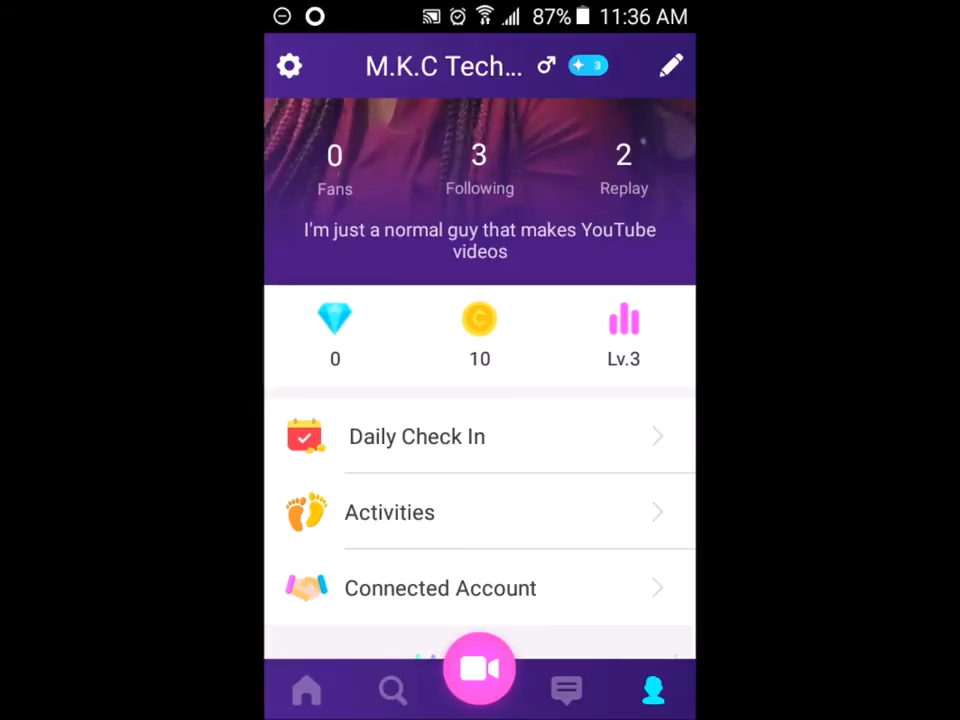 87% 11:36 AM
M.K.C Tech... ♂ 3
0 3 2
Fans Following Replay
I'm just a normal guy that makes YouTube
videos
0 10 Lv.3
Daily Check In
Activities
Connected Account